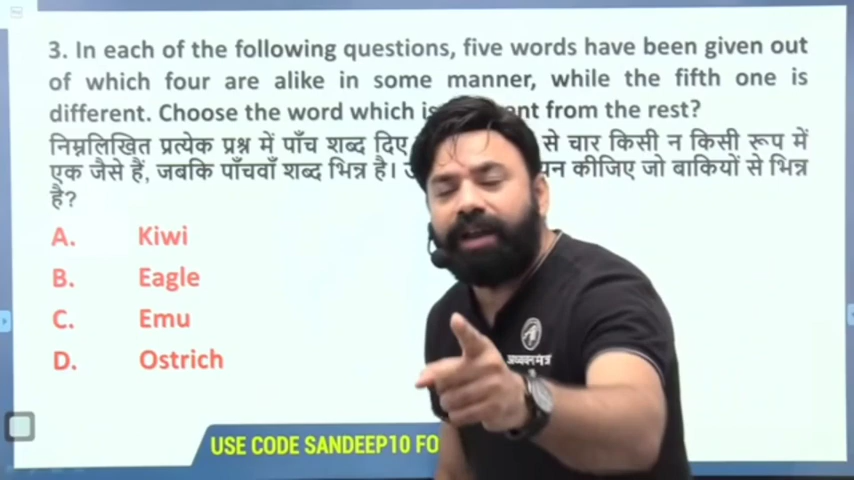 3. In each of the following questions, five words have been given out
of which four are alike in some manner, while the fifth one is
different. Choose the word which is from the rest?
निम्नलिखित प्रत्येक प्रश्न में पाँच शब्द दिए से चार किसी न किसी रूप में
एक जैसे हैं, जबकि पाँचवाँ शब्द भिन्न है। कीजिए जो बाकियों से भिन्न
है?
A. Kiwi
B. Eagle
C. Emu
D. Ostrich
अध्ययन मंत्र
USE CODE SANDEEP10 FO